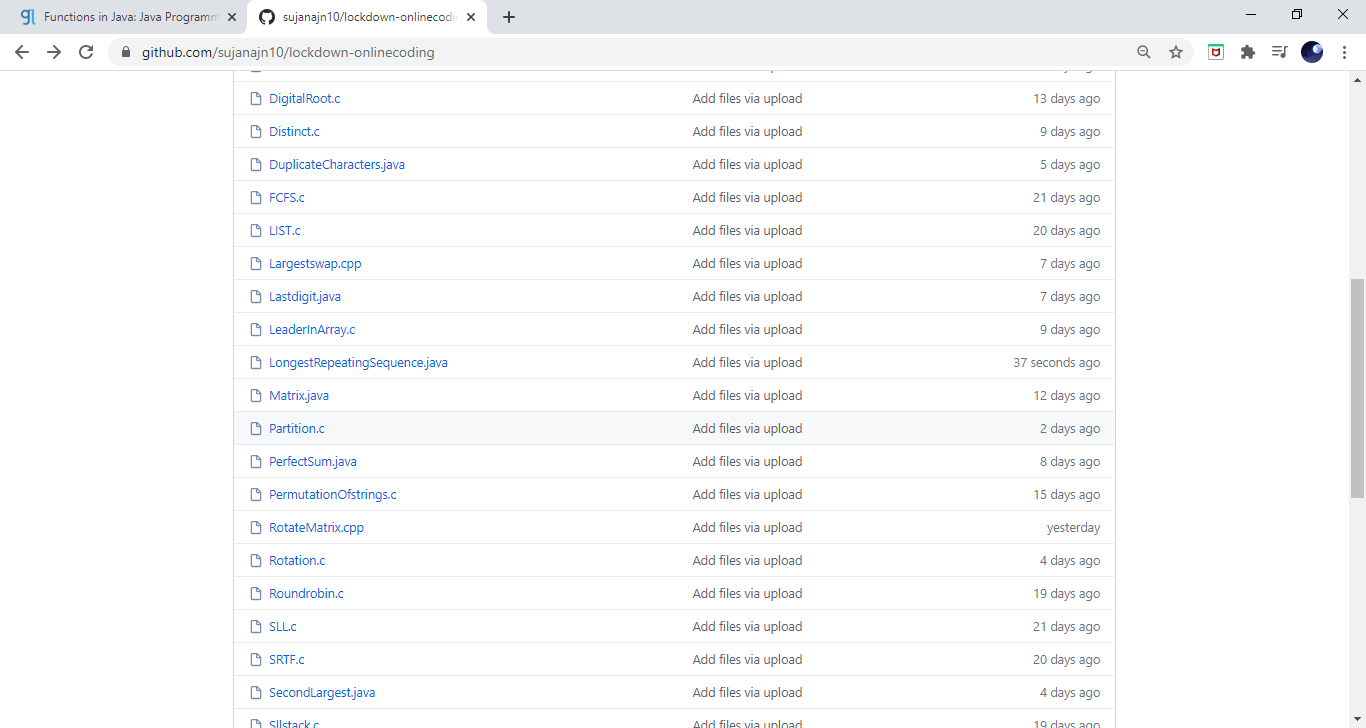 Functions in Java: Java Programm
sujanajn10/lockdown-onlinecodi
github.com/sujanajn10/lockdown-onlinecoding
DigitalRoot.c Add files via upload 13 days ago
Distinct.c Add files via upload 9 days ago
DuplicateCharacters.java Add files via upload 5 days ago
FCFS.c Add files via upload 21 days ago
LIST.c Add files via upload 20 days ago
Largestswap.cpp Add files via upload 7 days ago
Lastdigit.java Add files via upload 7 days ago
LeaderInArray.c Add files via upload 9 days ago
LongestRepeatingSequence.java Add files via upload 37 seconds ago
Matrix.java Add files via upload 12 days ago
Partition.c Add files via upload 2 days ago
PerfectSum.java Add files via upload 8 days ago
PermutationOfstrings.c Add files via upload 15 days ago
RotateMatrix.cpp Add files via upload yesterday
Rotation.c Add files via upload 4 days ago
Roundrobin.c Add files via upload 19 days ago
SLL.c Add files via upload 21 days ago
SRTF.c Add files via upload 20 days ago
SecondLargest.java Add files via upload 4 days ago
Sllstack.c Add files via upload 19 days ago